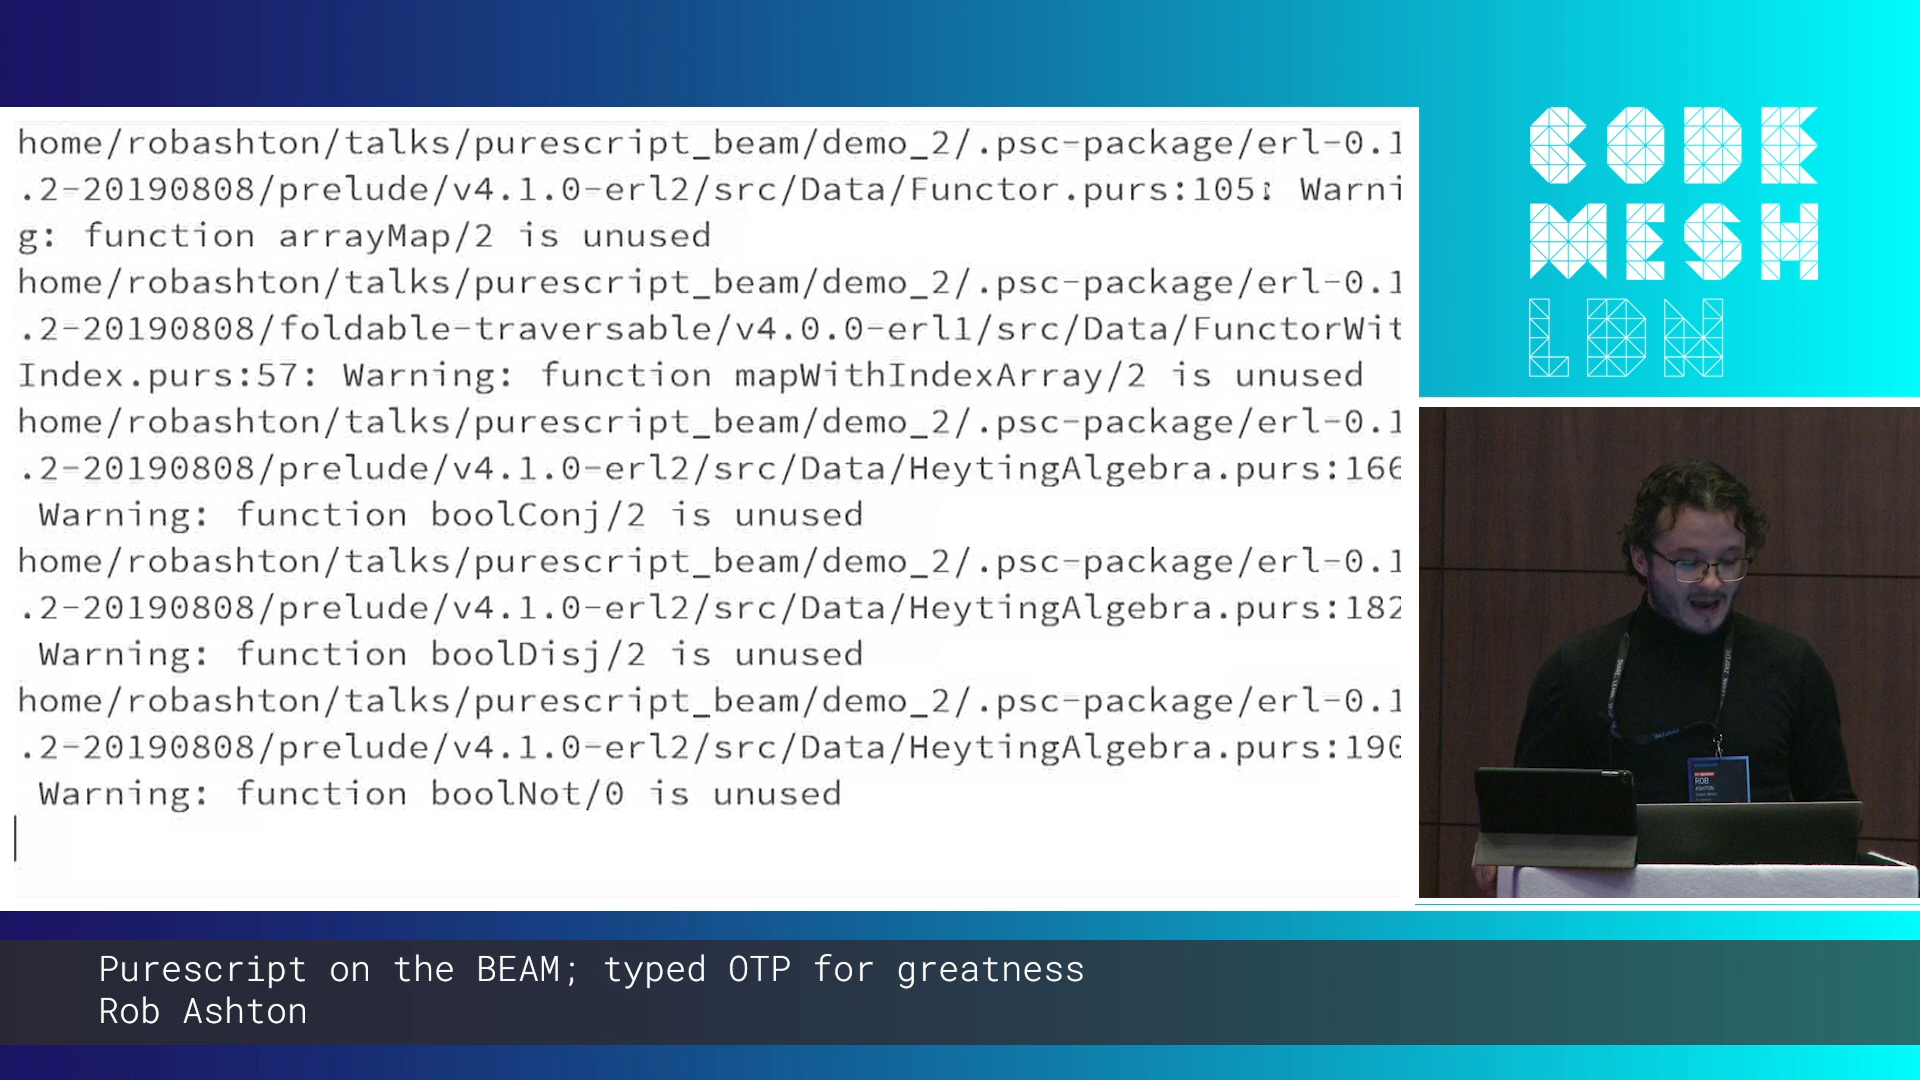 home/robashton/talks/purescript_beam/demo_2/.psc-package/erl-0.1
.2-20190808/prelude/v4.1.0-erl2/src/Data/Functor.purs:105: Warni
g: function arrayMap/2 is unused
home/robashton/talks/purescript_beam/demo_2/.psc-package/erl-0.1
.2-20190808/foldable-traversable/v4.0.0-erl1/src/Data/FunctorWit
Index.purs:57: Warning: function mapWithIndexArray/2 is unused
home/robashton/talks/purescript_beam/demo_2/.psc-package/erl-0.1
.2-20190808/prelude/v4.1.0-erl2/src/Data/HeytingAlgebra.purs:166
Warning: function boolConj/2 is unused
home/robashton/talks/purescript_beam/demo_2/.psc-package/erl-0.1
.2-20190808/prelude/v4.1.0-erl2/src/Data/HeytingAlgebra.purs:182
Warning: function boolDisj/2 is unused
home/robashton/talks/purescript_beam/demo_2/.psc-package/erl-0.1
.2-20190808/prelude/v4.1.0-erl2/src/Data/HeytingAlgebra.purs:190
Warning: function boolNot/0 is unused
CODE
MESH
LDN
ROB
ASHTON
Purescript on the BEAM; typed OTP for greatness
Rob Ashton